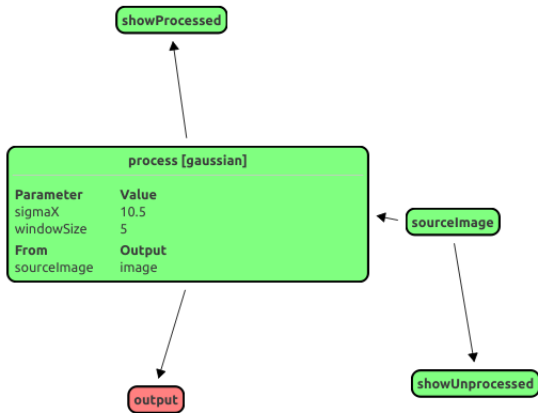 showProcessed
process [gaussian]
Parameter Value
sigmaX 10.5
windowSize 5
From Output
sourceImage image
sourceImage
showUnprocessed
output